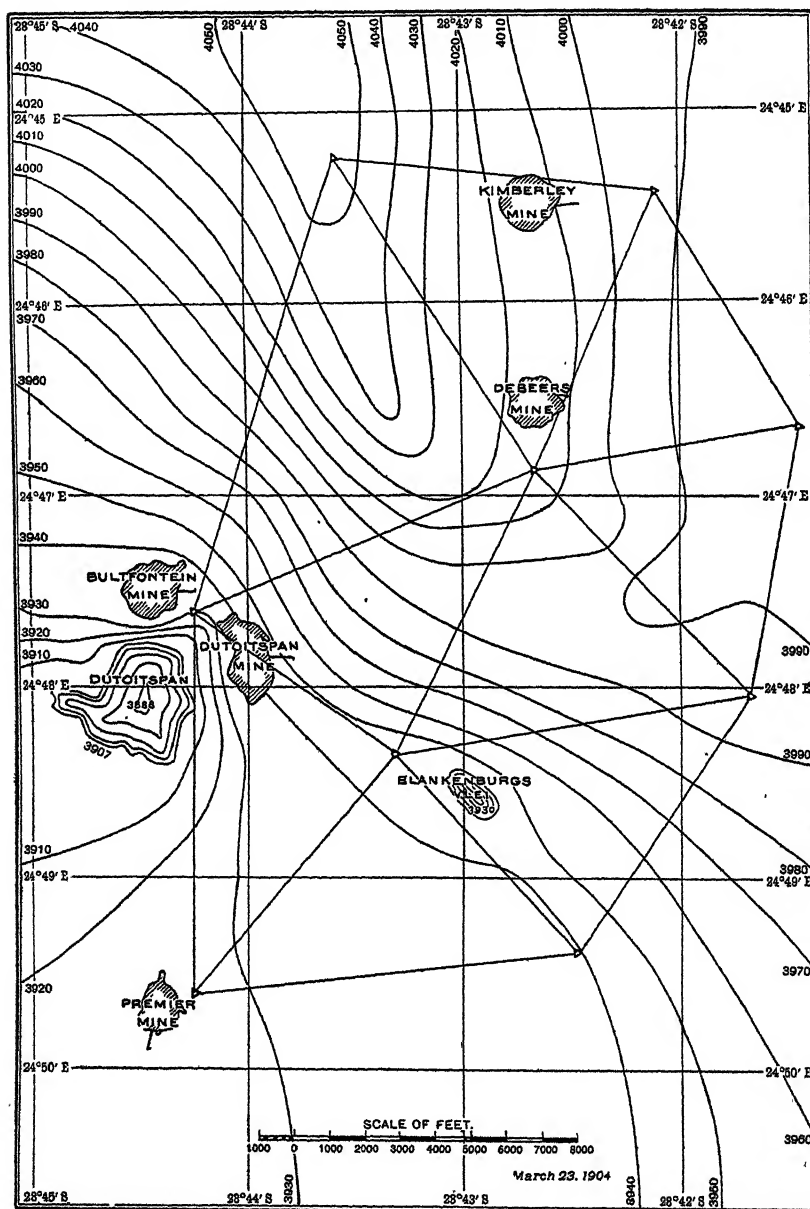 28°45' S
4040
4050
28°44' S
4050
4040
4030
28°43' S
4020
4010
4000
28°42' S
3990
4030
4020
24°45 E
24°45' E
4010
4000
3990
3980
24°46' E
24°46' E
3970
3960
3950
24°47' E
24°47' E
3940
3930
3920
3910
24°48' E
24°48' E
KIMBERLEY
MINE
DEBEERS
MINE
BULTFONTEIN
MINE
DUTOITSPAN
MINE
DUTOITSPAN
3907
3990
3990
BLANKENBURGS
VLEI
3930
3910
3980
24°49' E
24°49' E
3970
3920
PREMIER
MINE
24°50' E
24°50' E
3960
SCALE OF FEET.
1000 0 1000 2000 3000 4000 5000 6000 7000 8000
March 23, 1904
28°45' S
28°44' S
3930
28°43' S
3940
28°42' S